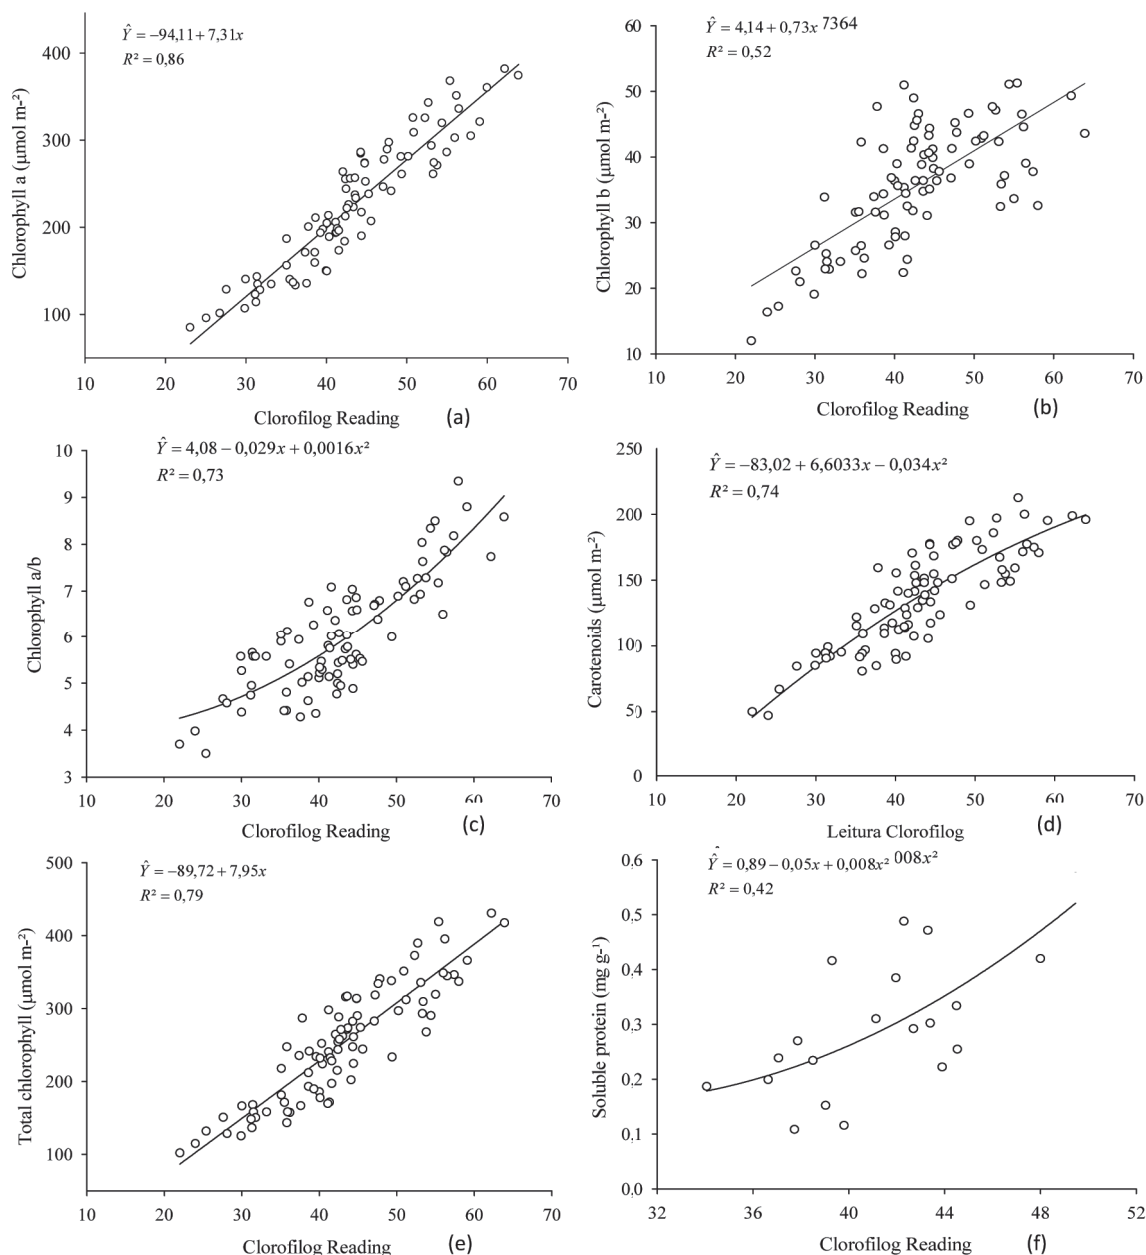 Ŷ = −94,11+7,31x
R² = 0,86
400
300
200
100
10 20 30 40 50 60 70
Chlorophyll a (μmol m-²)
Clorofilog Reading (a)
Ŷ = 4,14+0,73x 7364
R² = 0,52
60
50
40
30
20
10
10 20 30 40 50 60 70
Chlorophyll b (μmol m-²)
Clorofilog Reading (b)
Ŷ = 4,08 − 0,029x + 0,0016x²
R² = 0,73
10
9
8
7
6
5
4
3
10 20 30 40 50 60 70
Chlorophyll a/b
Clorofilog Reading (c)
Ŷ = −83,02 + 6,6033x − 0,034x²
R² = 0,74
250
200
150
100
50
0
10 20 30 40 50 60 70
Carotenoids (μmol m-²)
Leitura Clorofilog (d)
Ŷ = −89,72 + 7,95x
R² = 0,79
500
400
300
200
100
10 20 30 40 50 60 70
Total chlorophyll (μmol m-²)
Clorofilog Reading (e)
Ŷ = 0,89 − 0,05x + 0,008x² 008x²
R² = 0,42
0,6
0,5
0,4
0,3
0,2
0,1
0,0
32 36 40 44 48 52
Soluble protein (mg g-¹)
Clorofilog Reading (f)